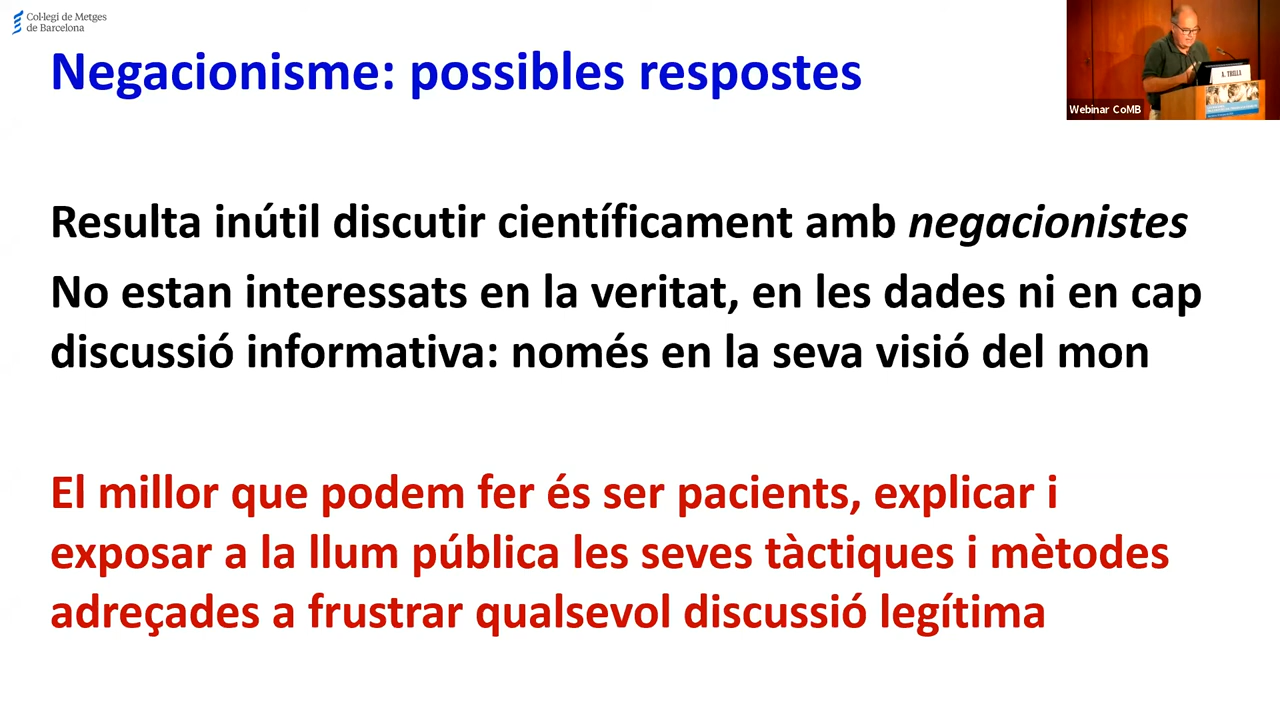 Col·legi de Metges
de Barcelona
Negacionisme: possibles respostes
A. TRILLA
Webinar CoMB
Resulta inútil discutir científicament amb negacionistes
No estan interessats en la veritat, en les dades ni en cap
discussió informativa: només en la seva visió del mon
El millor que podem fer és ser pacients, explicar i
exposar a la llum pública les seves tàctiques i mètodes
adreçades a frustrar qualsevol discussió legítima